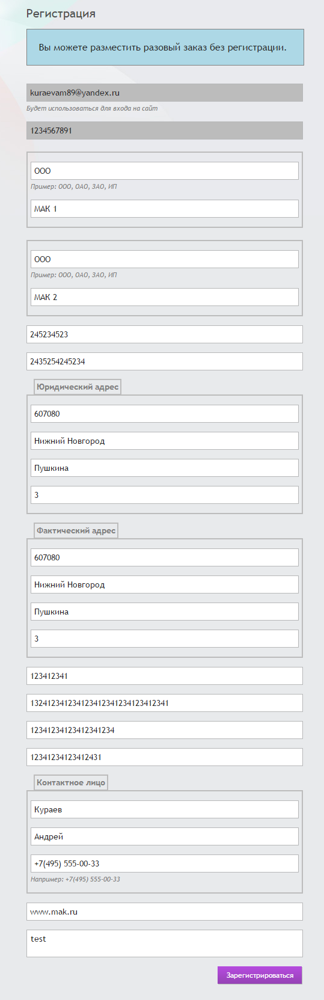 Регистрация
Вы можете разместить разовый заказ без регистрации.
kuraevam89@yandex.ru
Будет использоваться для входа на сайт
1234567891
ООО
Пример: ООО, ОАО, ЗАО, ИП
МАК 1
ООО
Пример: ООО, ОАО, ЗАО, ИП
МАК 2
245234523
2435254245234
Юридический адрес
607080
Нижний Новгород
Пушкина
3
Фактический адрес
607080
Нижний Новгород
Пушкина
3
123412341
13241234123412341234123412341​2341
12341234123412341234
12341234123412431
Контактное лицо
Кураев
Андрей
+7(495) 555-00-33
Например: +7(495) 555-00-33
www.mak.ru
test
Зарегистрироваться